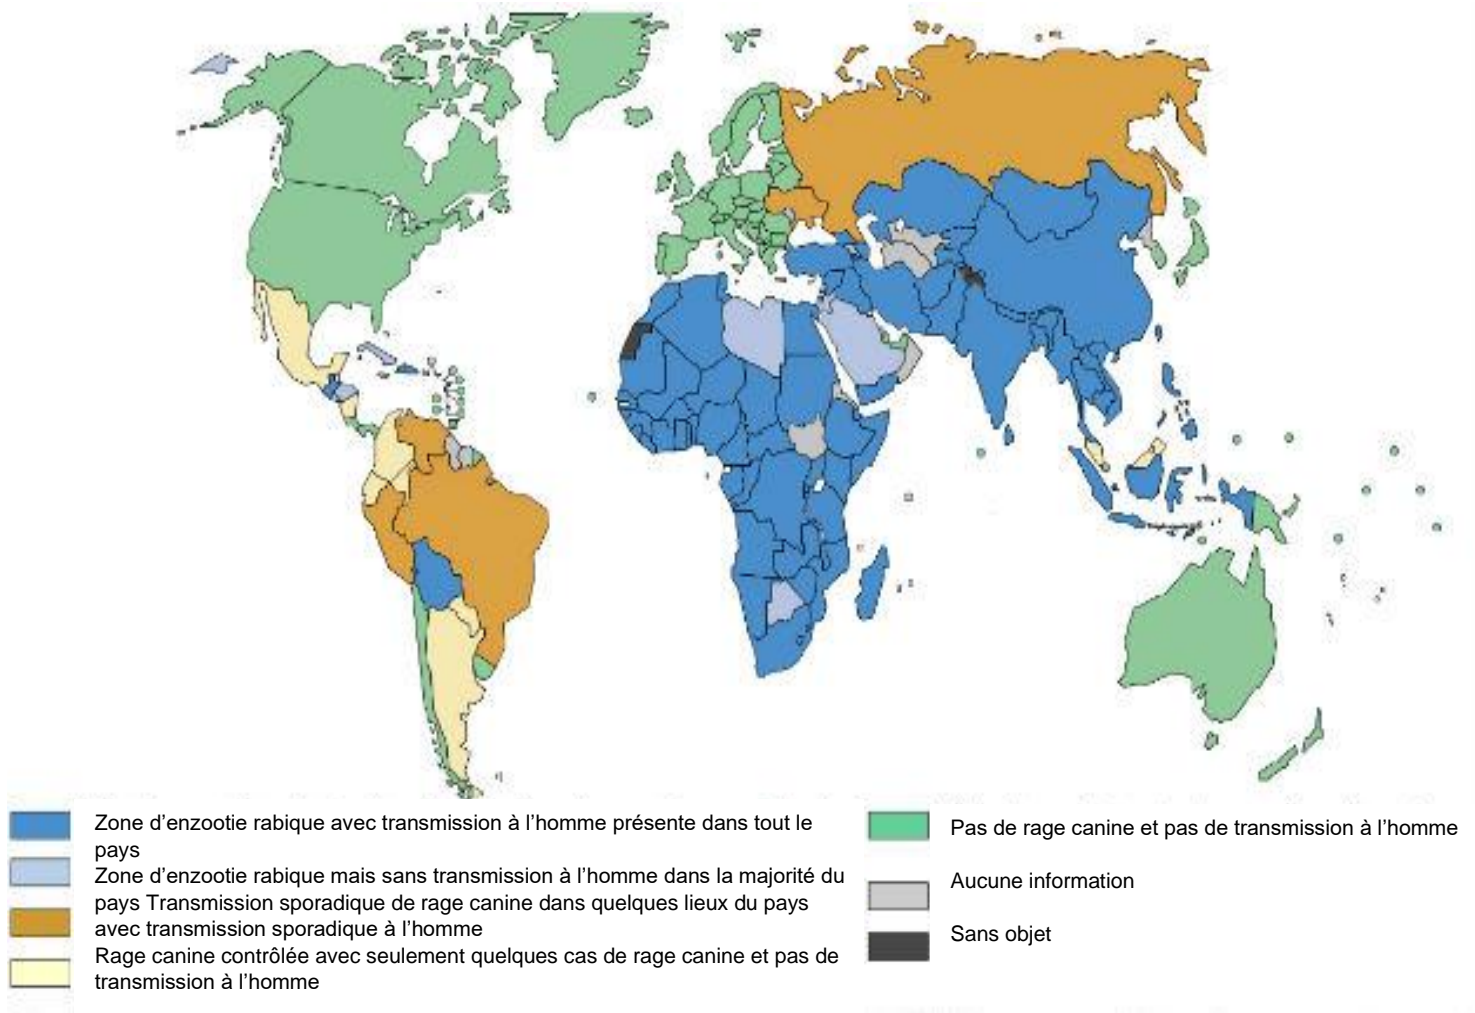 Zone d’enzootie rabique avec transmission à l’homme présente dans tout le
pays
Zone d’enzootie rabique mais sans transmission à l’homme dans la majorité du
pays Transmission sporadique de rage canine dans quelques lieux du pays
avec transmission sporadique à l’homme
Rage canine contrôlée avec seulement quelques cas de rage canine et pas de
transmission à l’homme
Pas de rage canine et pas de transmission à l’homme
Aucune information
Sans objet